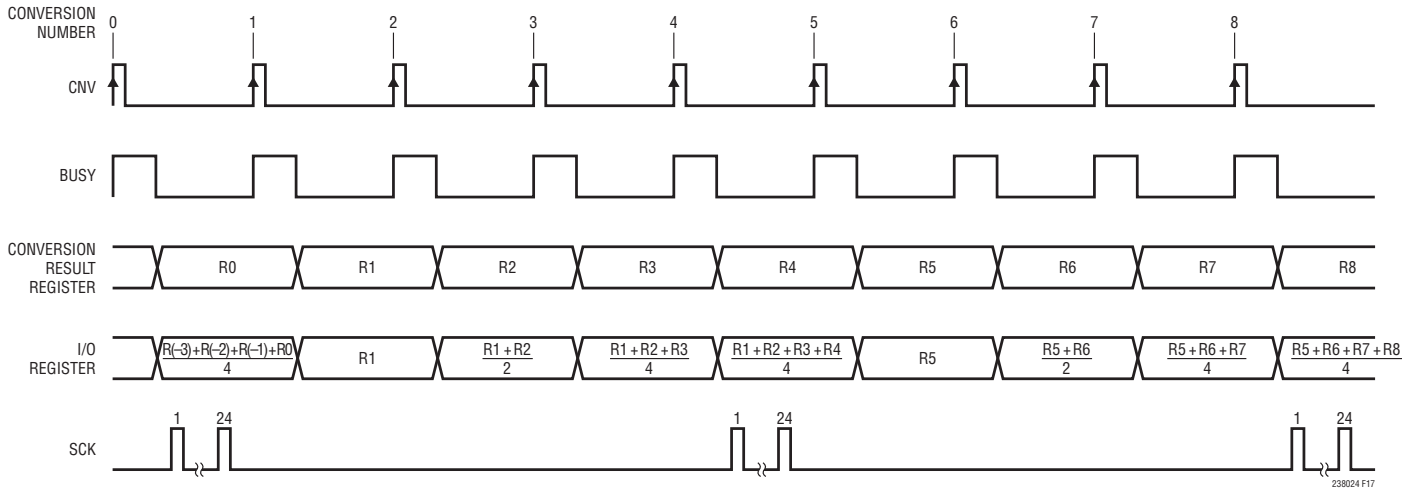 CONVERSION
NUMBER
0 1 2 3 4 5 6 7 8
CNV
BUSY
CONVERSION
RESULT
REGISTER
R0 R1 R2 R3 R4 R5 R6 R7 R8
I/O
REGISTER
R(–3)+R(–2)+R(–1)+R0
4
R1
R1 + R2
2
R1 + R2 + R3
4
R1 + R2 + R3 + R4
4
R5
R5 + R6
2
R5 + R6 + R7
4
R5 + R6 + R7 + R8
4
SCK
1 24 1 24 1 24
238024 F17